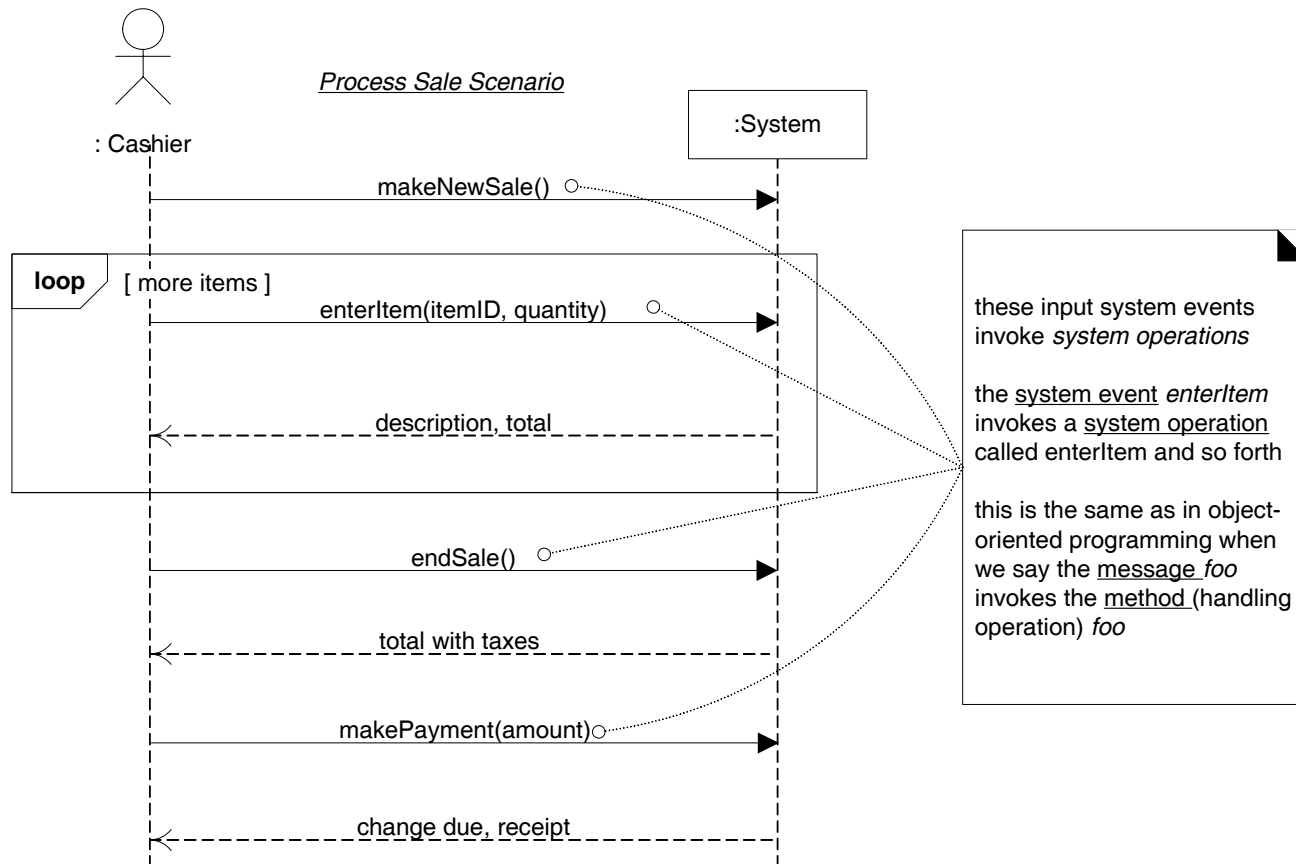 Process Sale Scenario
: Cashier
:System
makeNewSale()
loop
[ more items ]
enterItem(itemID, quantity)
description, total
endSale()
total with taxes
makePayment(amount)
change due, receipt
these input system events
invoke system operations
the system event enterItem
invokes a system operation
called enterItem and so forth
this is the same as in object-
oriented programming when
we say the message foo
invokes the method (handling
operation) foo